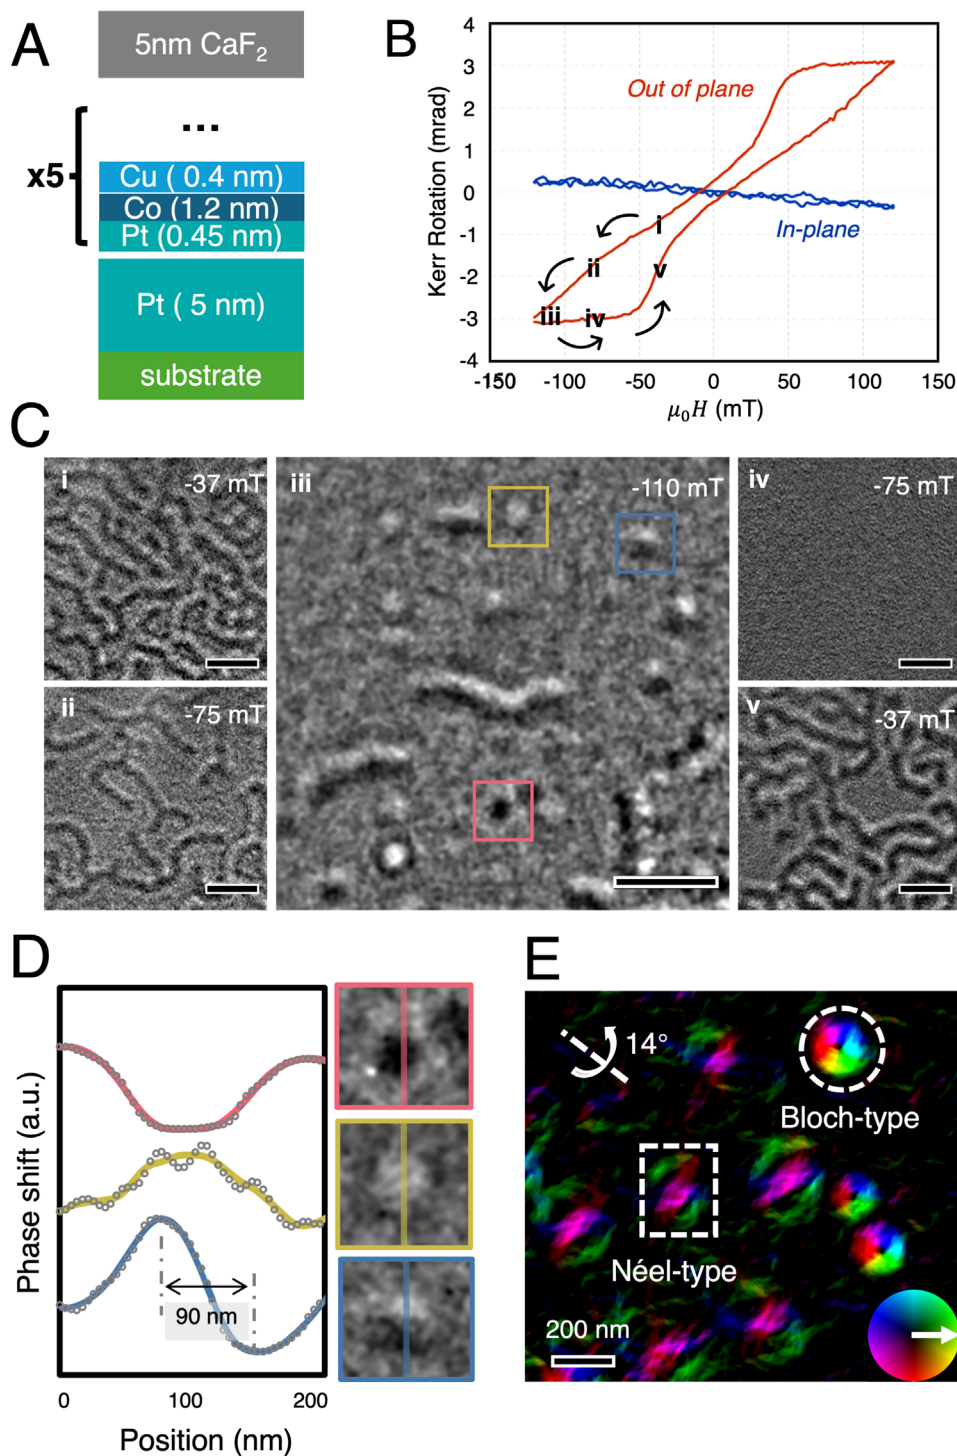 A
5nm CaF2
...
x5
Cu ( 0.4 nm)
Co (1.2 nm)
Pt (0.45 nm)
Pt ( 5 nm)
substrate
B
Kerr Rotation (mrad)
4
3
2
1
0
-1
-2
-3
-4
Out of plane
In-plane
i
ii
iii
iv
v
-150
-100
-50
0
50
100
150
μ0H (mT)
C
i
-37 mT
ii
-75 mT
iii
-110 mT
iv
-75 mT
v
-37 mT
D
Phase shift (a.u.)
90 nm
0
100
200
Position (nm)
E
14°
Bloch-type
Néel-type
200 nm